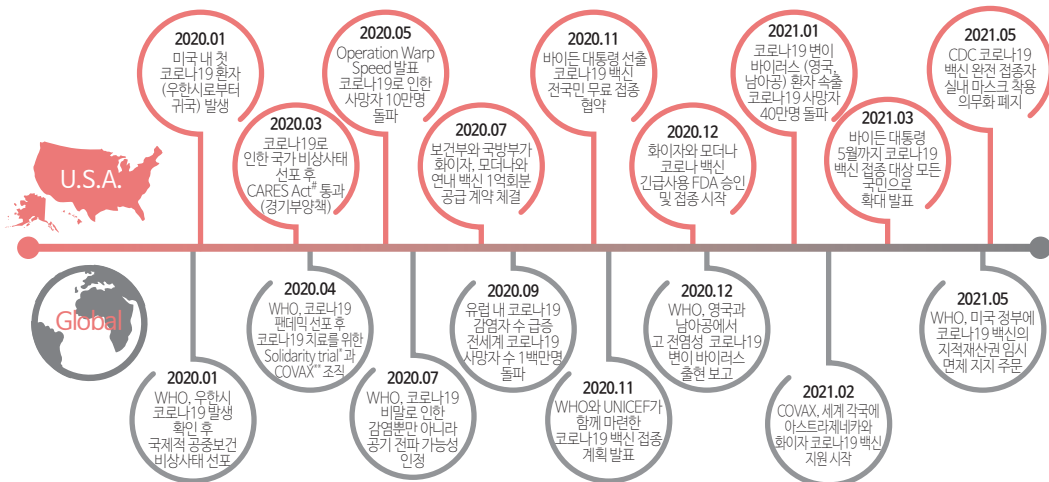 2020.01
미국 내 첫
코로나19 환자
(우한시로부터
귀국) 발생
2020.03
코로나19로
인한 국가 비상사태
선포 후
CARES Act# 통과
(경기부양책)
2020.05
Operation Warp
Speed 발표
코로나19로 인한
사망자 10만명
돌파
2020.07
보건부와 국방부가
화이자, 모더나와
연내 백신 1억회분
공급 계약 체결
2020.11
바이든 대통령 선출
코로나19 백신
전국민 무료 접종
협약
2020.12
화이자와 모더나
코로나 백신
긴급사용 FDA 승인
및 접종 시작
2021.01
코로나19 변이
바이러스 (영국,
남아공) 환자 속출
코로나19 사망자
40만명 돌파
2021.03
바이든 대통령
5월까지 코로나19
백신 접종 대상 모든
국민으로
확대 발표
2021.05
CDC 코로나19
백신 완전 접종자
실내 마스크 착용
의무화 폐지
U.S.A.
Global
2020.01
WHO, 우한시
코로나19 발생
확인 후
국제적 공중보건
비상사태 선포
2020.04
WHO, 코로나19
팬데믹 선포 후
코로나19 치료를 위한
Solidarity trial*과
COVAX** 조직
2020.07
WHO, 코로나19
비말로 인한
감염뿐만 아니라
공기 전파 가능성
인정
2020.09
유럽 내 코로나19
감염자 수 급증
전세계 코로나19
사망자 수 1백만명
돌파
2020.11
WHO와 UNICEF가
함께 마련한
코로나19 백신 접종
계획 발표
2020.12
WHO, 영국과
남아공에서
고 전염성 코로나19
변이 바이러스
출현 보고
2021.02
COVAX, 세계 각국에
아스트라제네카와
화이자 코로나19 백신
지원 시작
2021.05
WHO, 미국 정부에
코로나19 백신의
지적재산권 임시
면제 지지 주문